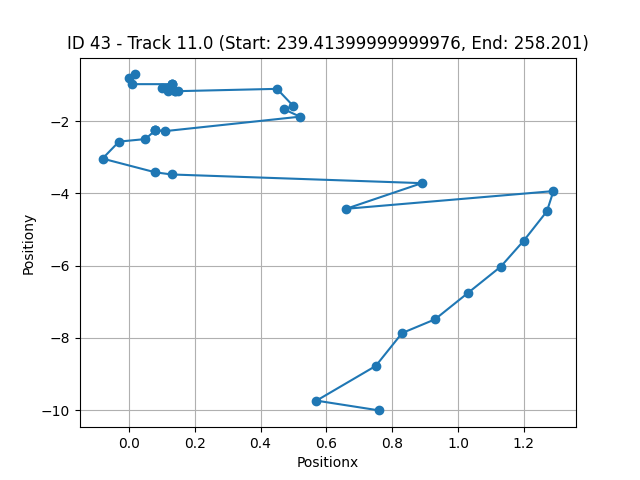 ID 43 - Track 11.0 (Start: 239.41399999999976, End: 258.201)
−2
−4
−6
−8
−10
Positiony
0.0 0.2 0.4 0.6 0.8 1.0 1.2
Positionx